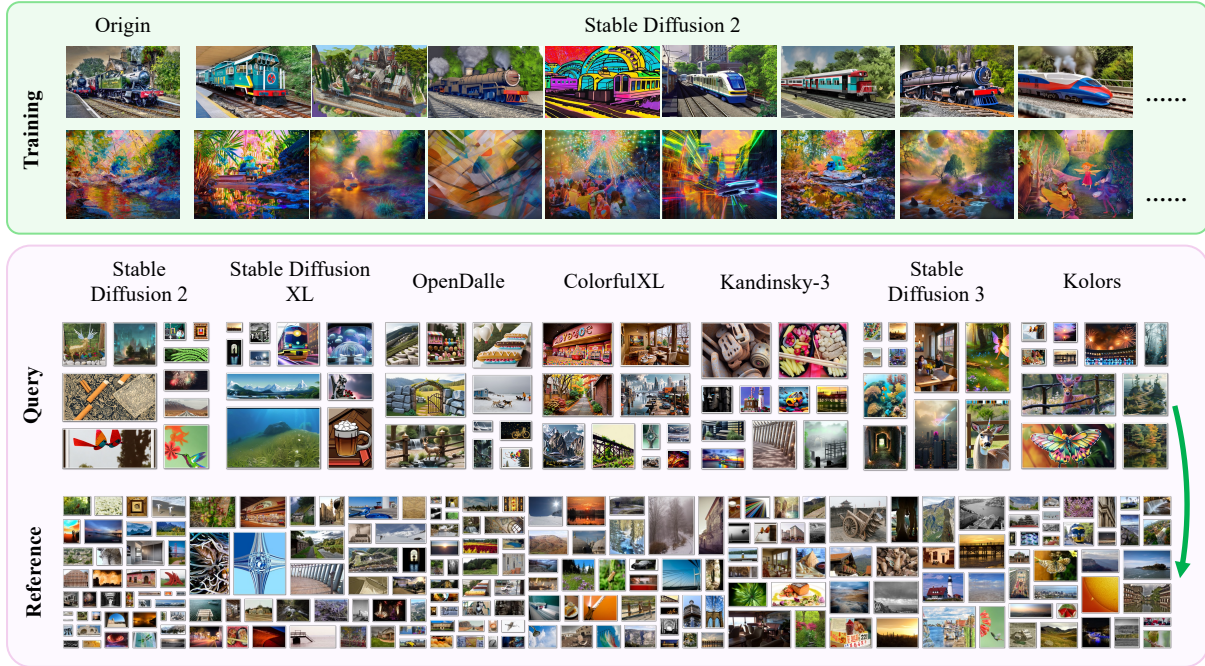 Origin
Stable Diffusion 2
Training
......
......
Stable
Diffusion 2
Stable Diffusion
XL
OpenDalle
ColorfulXL
Kandinsky-3
Stable
Diffusion 3
Kolors
Query
Reference